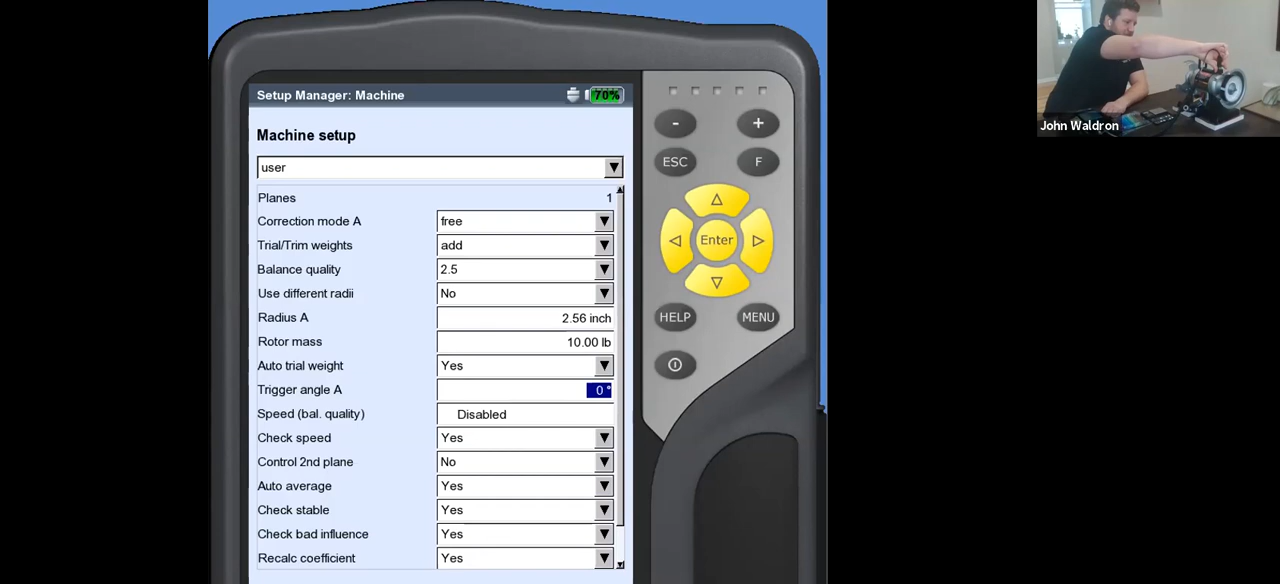 Setup Manager: Machine 70%
Machine setup
user
Planes 1
Correction mode A free
Trial/Trim weights add
Balance quality 2.5
Use different radii No
Radius A 2.56 inch
Rotor mass 10.00 lb
Auto trial weight Yes
Trigger angle A 0 °
Speed (bal. quality) Disabled
Check speed Yes
Control 2nd plane No
Auto average Yes
Check stable Yes
Check bad influence Yes
Recalc coefficient Yes
- +
ESC F
Enter
HELP MENU
John Waldron